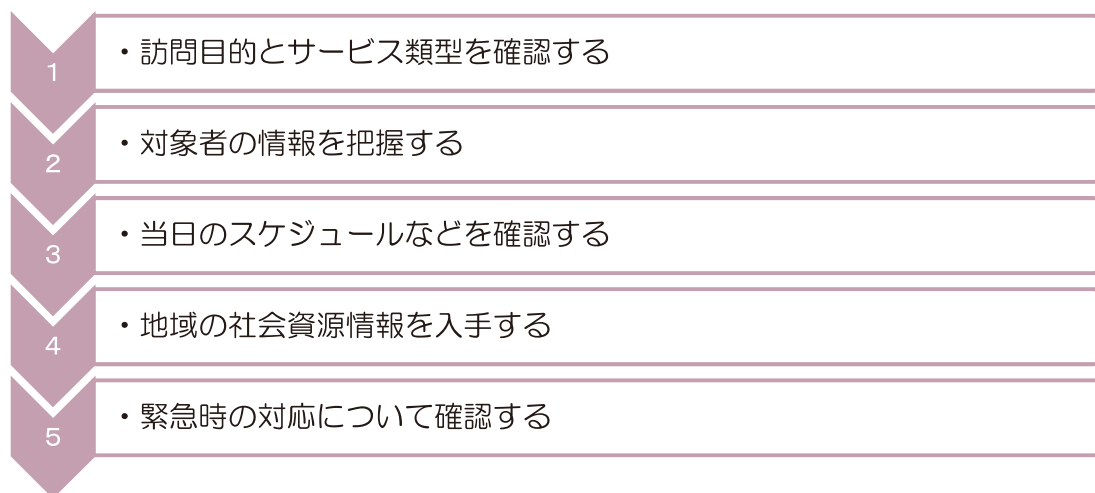 1
・訪問目的とサービス類型を確認する
2
・対象者の情報を把握する
3
・当日のスケジュールなどを確認する
4
・地域の社会資源情報を入手する
5
・緊急時の対応について確認する